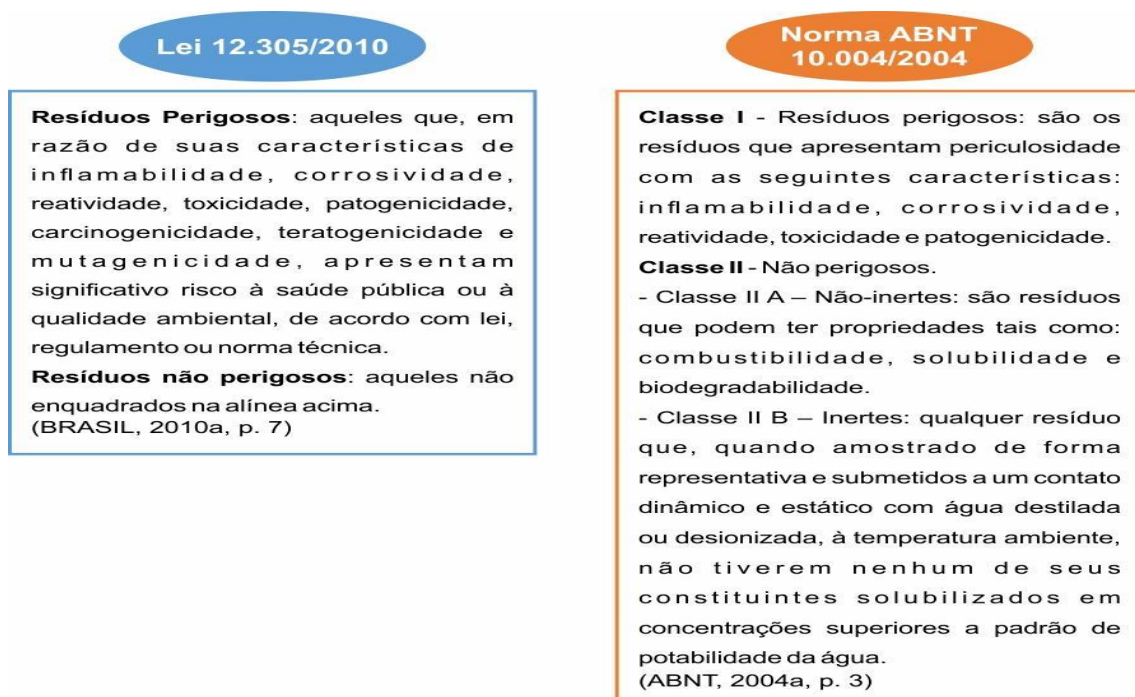 Lei 12.305/2010
Resíduos Perigosos: aqueles que, em
razão de suas características de
inflamabilidade, corrosividade,
reatividade, toxicidade, patogenicidade,
carcinogenicidade, teratogenicidade e
mutagenicidade, apresentam
significativo risco à saúde pública ou à
qualidade ambiental, de acordo com lei,
regulamento ou norma técnica.
Resíduos não perigosos: aqueles não
enquadrados na alínea acima.
(BRASIL, 2010a, p. 7)
Norma ABNT
10.004/2004
Classe I - Resíduos perigosos: são os
resíduos que apresentam periculosidade
com as seguintes características:
inflamabilidade, corrosividade,
reatividade, toxicidade e patogenicidade.
Classe II - Não perigosos.
- Classe II A – Não-inertes: são resíduos
que podem ter propriedades tais como:
combustibilidade, solubilidade e
biodegradabilidade.
- Classe II B – Inertes: qualquer resíduo
que, quando amostrado de forma
representativa e submetidos a um contato
dinâmico e estático com água destilada
ou desionizada, à temperatura ambiente,
não tiverem nenhum de seus
constituintes solubilizados em
concentrações superiores a padrão de
potabilidade da água.
(ABNT, 2004a, p. 3)